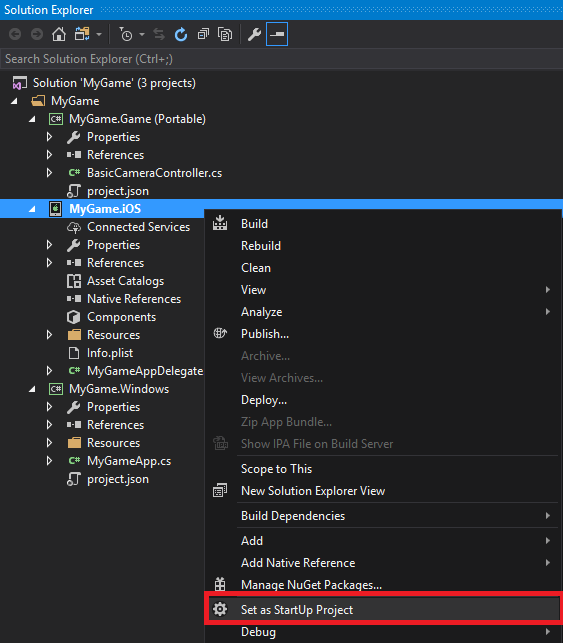 Solution Explorer
Search Solution Explorer (Ctrl+;)
Solution 'MyGame' (3 projects)
MyGame
C# MyGame.Game (Portable)
Properties
References
C# BasicCameraController.cs
project.json
MyGame.iOS
Connected Services
Properties
References
Asset Catalogs
Native References
Components
Resources
Info.plist
C# MyGameAppDelegate.
C# MyGame.Windows
Properties
References
Resources
C# MyGameApp.cs
project.json
Build
Rebuild
Clean
View
Analyze
Publish...
Archive...
View Archives...
Deploy...
Zip App Bundle...
Show IPA File on Build Server
Scope to This
New Solution Explorer View
Build Dependencies
Add
Add Native Reference
Manage NuGet Packages...
Set as StartUp Project
Debug